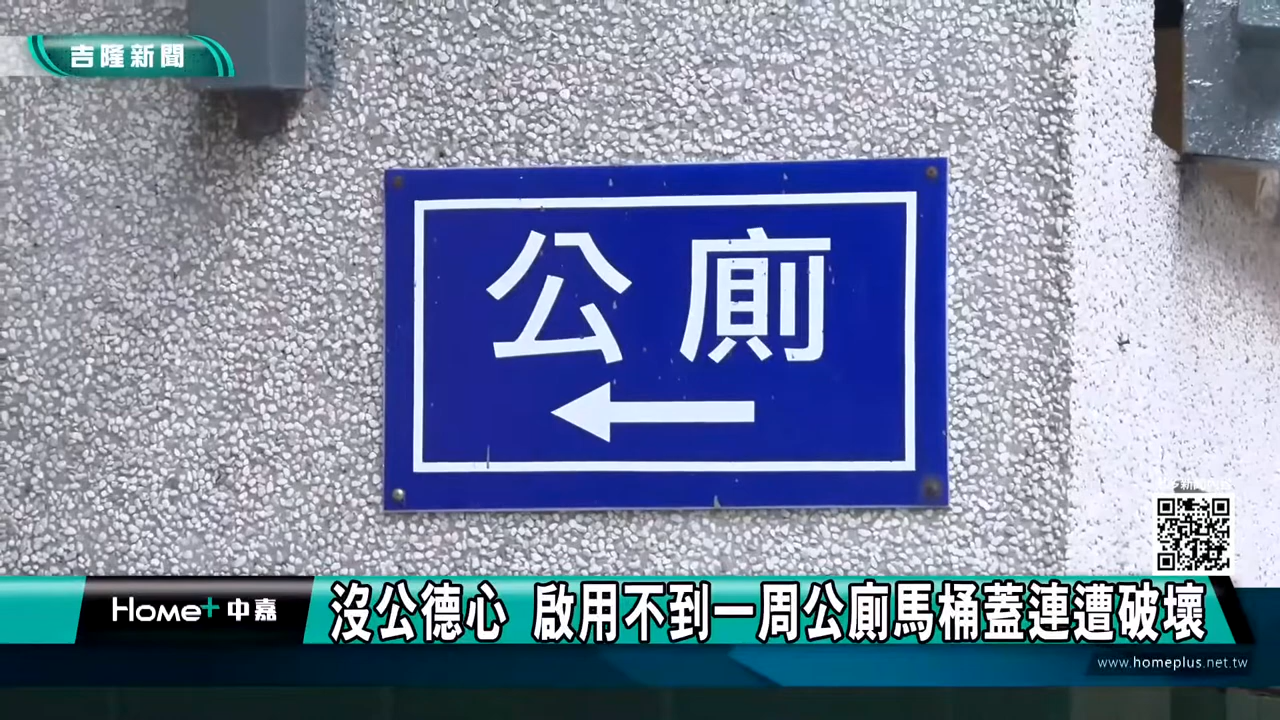 吉隆新聞
公廁
Home+中嘉
沒公德心 啟用不到一周公廁馬桶蓋連遭破壞
www.homeplus.net.tw